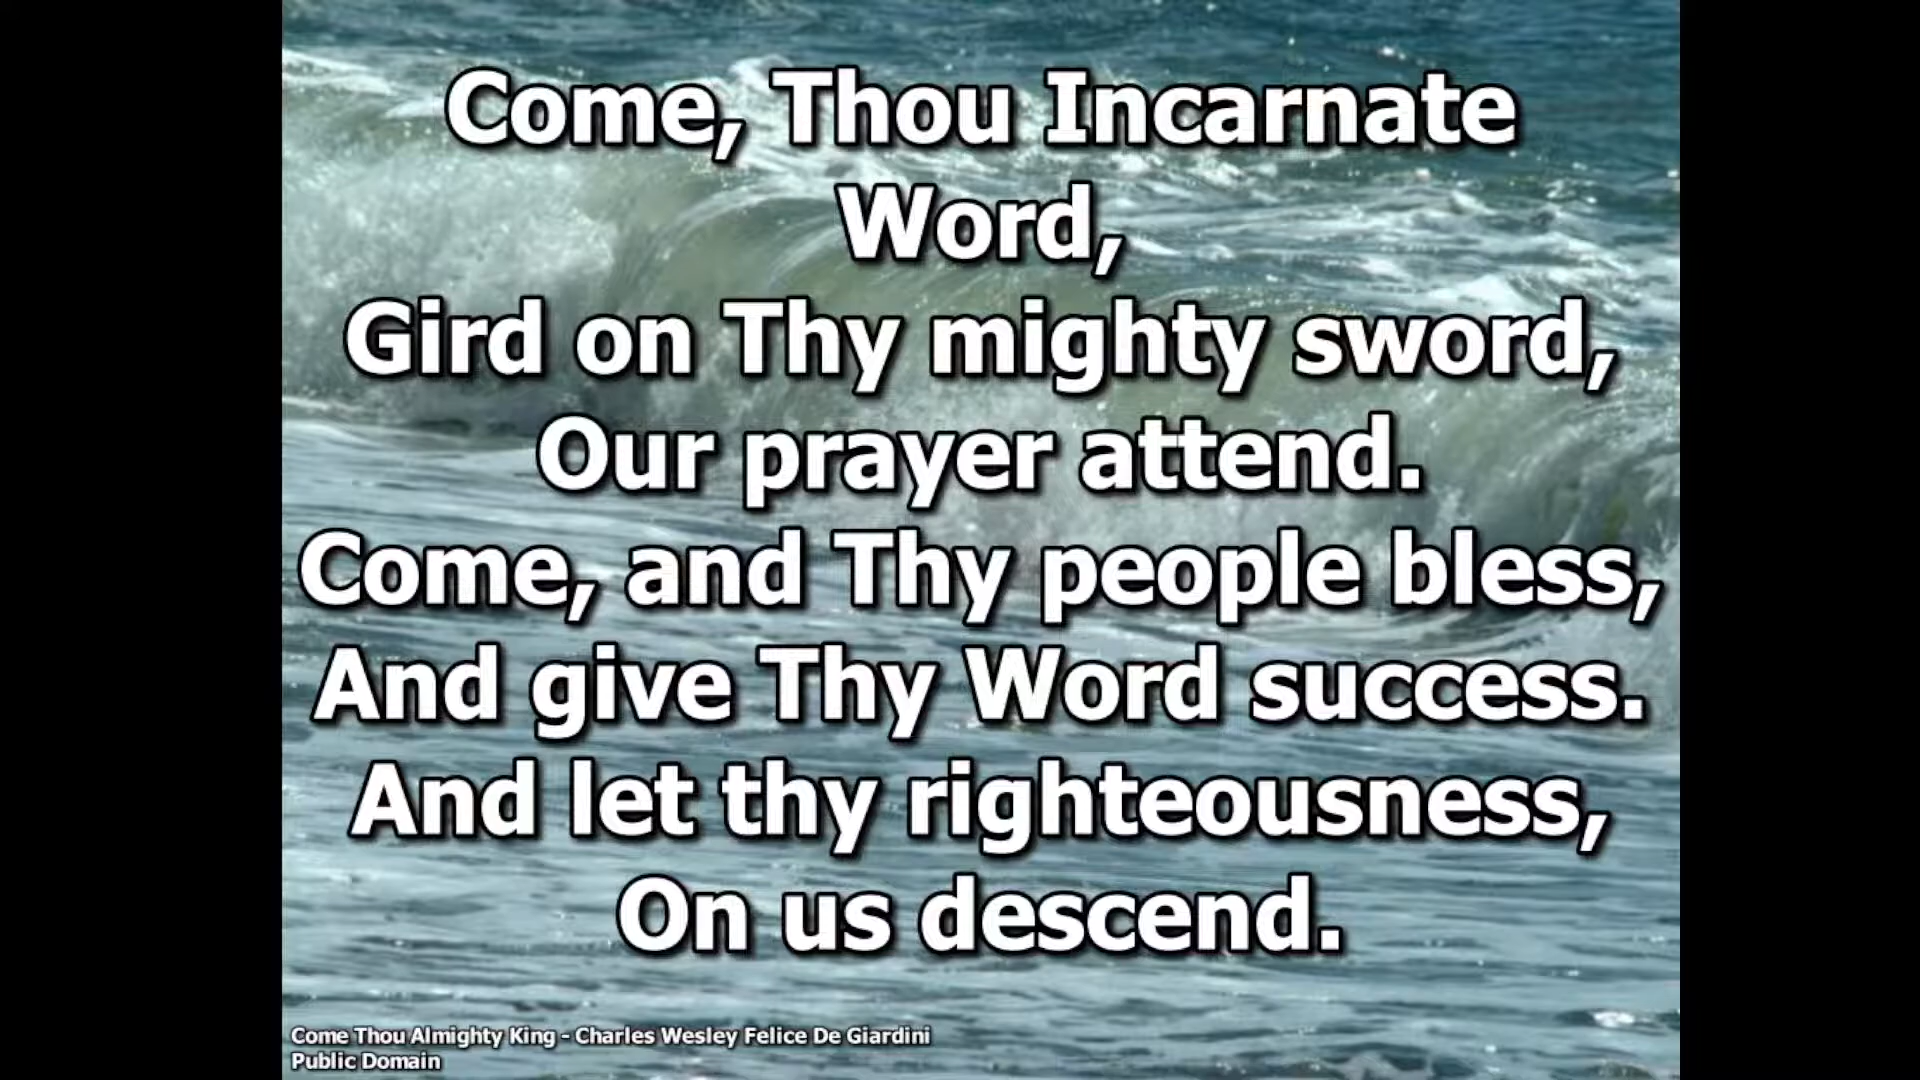 Come, Thou Incarnate
Word,
Gird on Thy mighty sword,
Our prayer attend.
Come, and Thy people bless,
And give Thy Word success.
And let thy righteousness,
On us descend.
Come Thou Almighty King - Charles Wesley Felice De Giardini
Public Domain